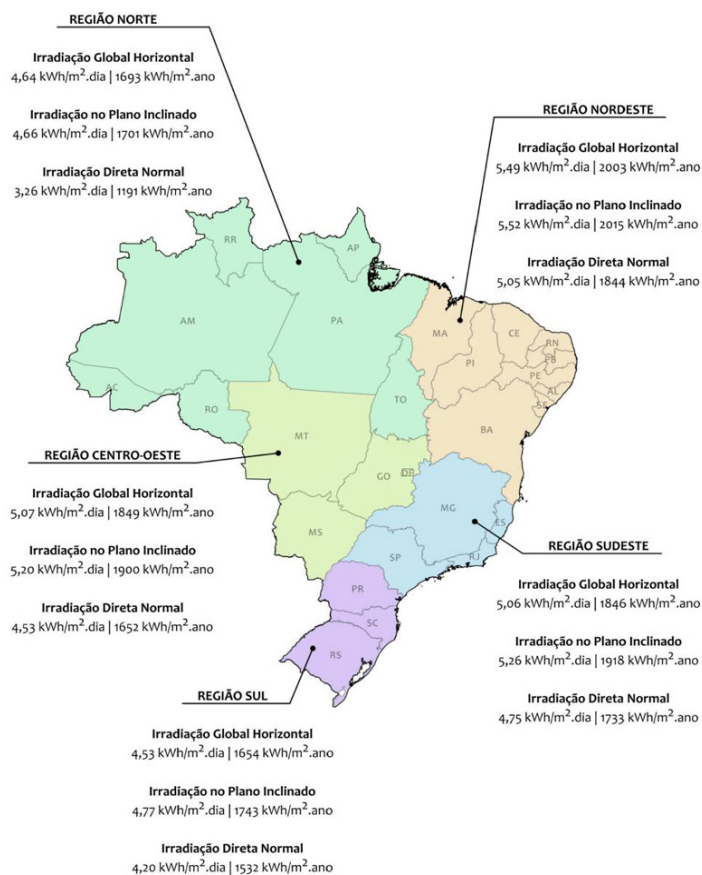 REGIÃO NORTE
Irradiação Global Horizontal
4,64 kWh/m².dia | 1693 kWh/m².ano
Irradiação no Plano Inclinado
4,66 kWh/m².dia | 1701 kWh/m².ano
Irradiação Direta Normal
3,26 kWh/m².dia | 1191 kWh/m².ano
REGIÃO NORDESTE
Irradiação Global Horizontal
5,49 kWh/m².dia | 2003 kWh/m².ano
Irradiação no Plano Inclinado
5,52 kWh/m².dia | 2015 kWh/m².ano
Irradiação Direta Normal
5,05 kWh/m².dia | 1844 kWh/m².ano
RR
AP
AM
PA
MA
CE
RN
PB
PI
PE
AL
SE
AC
RO
TO
BA
MT
GO
DF
MG
ES
MS
SP
RJ
PR
SC
RS
REGIÃO CENTRO-OESTE
Irradiação Global Horizontal
5,07 kWh/m².dia | 1849 kWh/m².ano
Irradiação no Plano Inclinado
5,20 kWh/m².dia | 1900 kWh/m².ano
Irradiação Direta Normal
4,53 kWh/m².dia | 1652 kWh/m².ano
REGIÃO SUDESTE
Irradiação Global Horizontal
5,06 kWh/m².dia | 1846 kWh/m².ano
Irradiação no Plano Inclinado
5,26 kWh/m².dia | 1918 kWh/m².ano
Irradiação Direta Normal
4,75 kWh/m².dia | 1733 kWh/m².ano
REGIÃO SUL
Irradiação Global Horizontal
4,53 kWh/m².dia | 1654 kWh/m².ano
Irradiação no Plano Inclinado
4,77 kWh/m².dia | 1743 kWh/m².ano
Irradiação Direta Normal
4,20 kWh/m².dia | 1532 kWh/m².ano